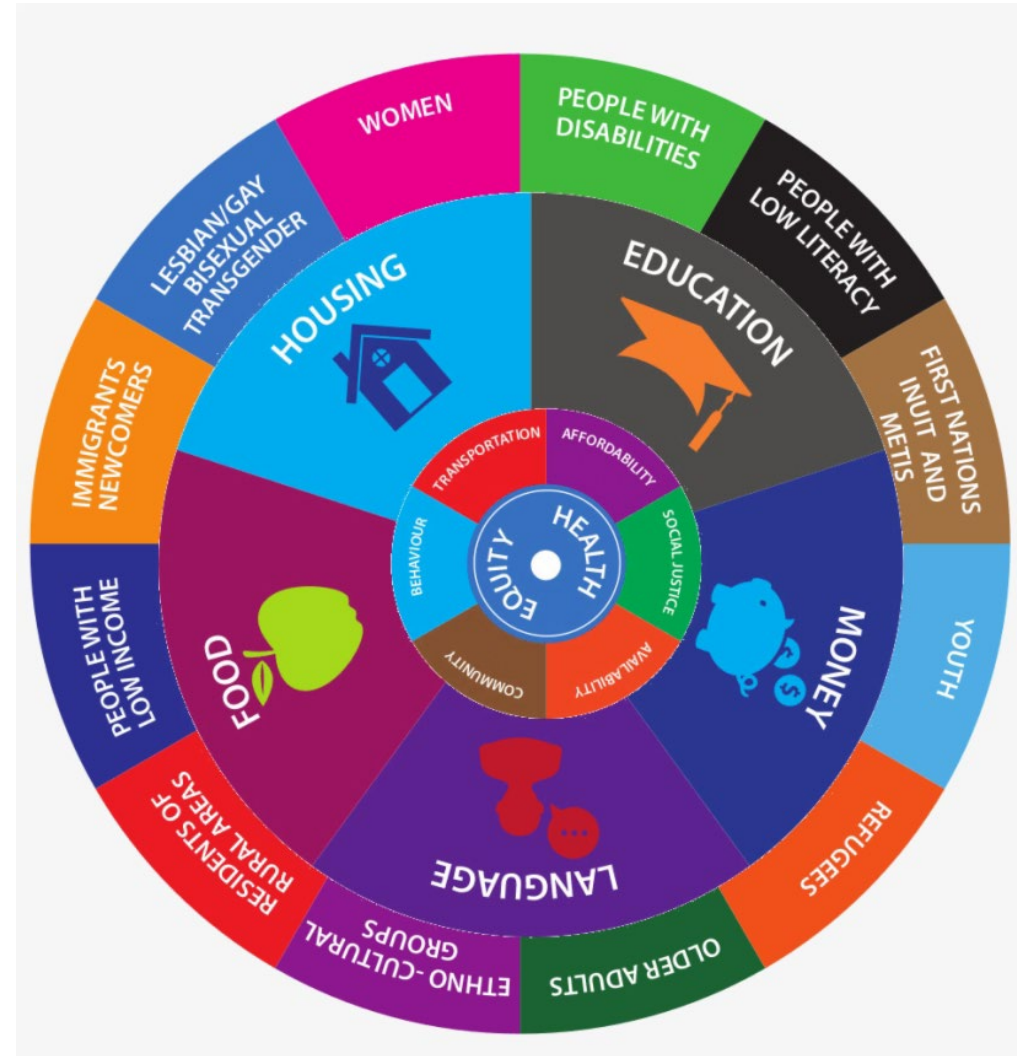 WOMEN
PEOPLE WITH
DISABILITIES
PEOPLE WITH
LOW LITERACY
FIRST NATIONS
INUIT AND
METIS
YOUTH
REFUGEES
OLDER ADULTS
ETHNO-CULTURAL
GROUPS
RESIDENTS OF
RURAL AREAS
PEOPLE WITH
LOW INCOME
IMMIGRANTS
NEWCOMERS
LESBIAN/GAY
BISEXUAL
TRANSGENDER
HOUSING
EDUCATION
MONEY
$
LANGUAGE
FOOD
TRANSPORTATION
AFFORDABILITY
SOCIAL JUSTICE
AVAILABILITY
COMMUNITY
BEHAVIOUR
HEALTH
EQUITY